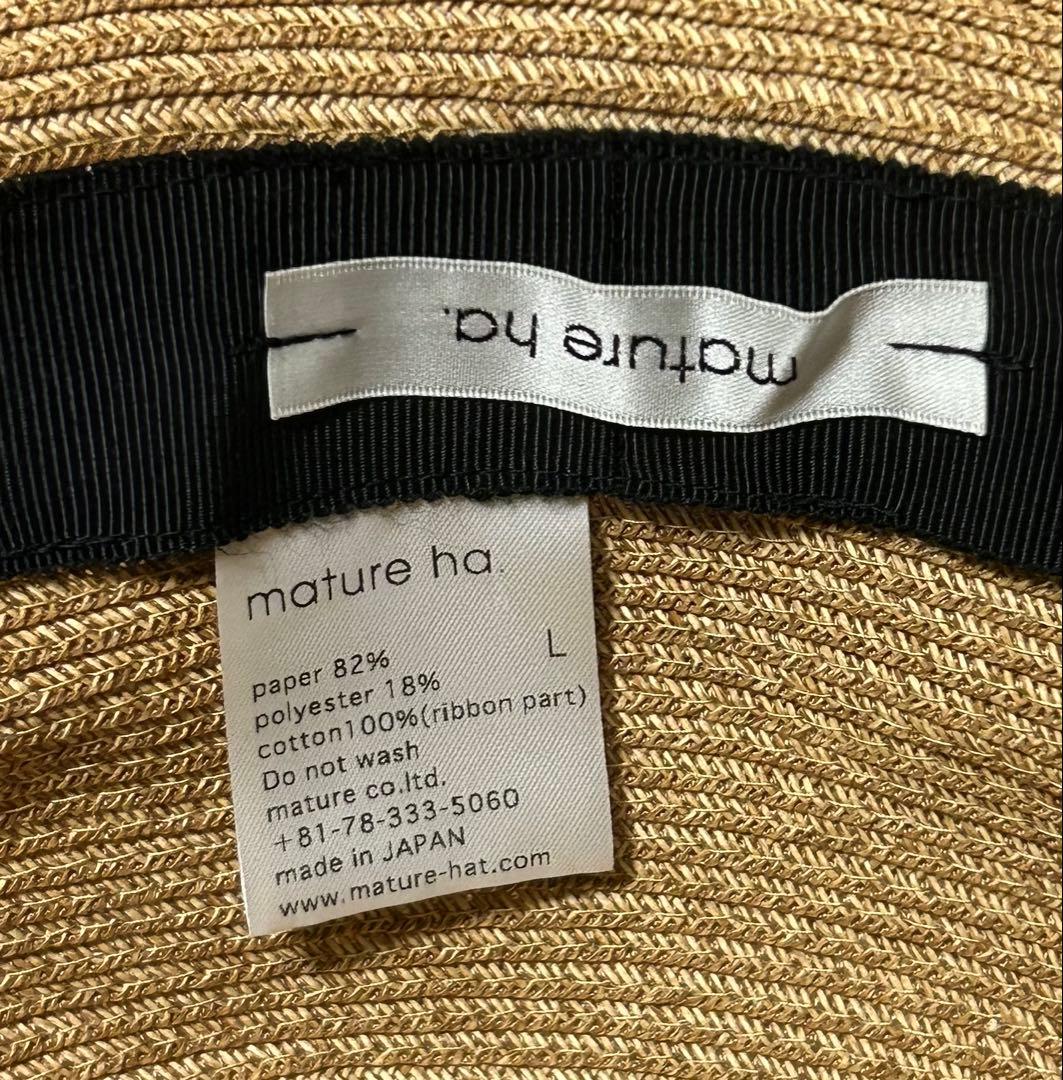 mature ha.
mature ha.
L
paper 82%
polyester 18%
cotton100%(ribbon part)
Do not wash
mature co.ltd.
+81-78-333-5060
made in JAPAN
www.mature-hat.com